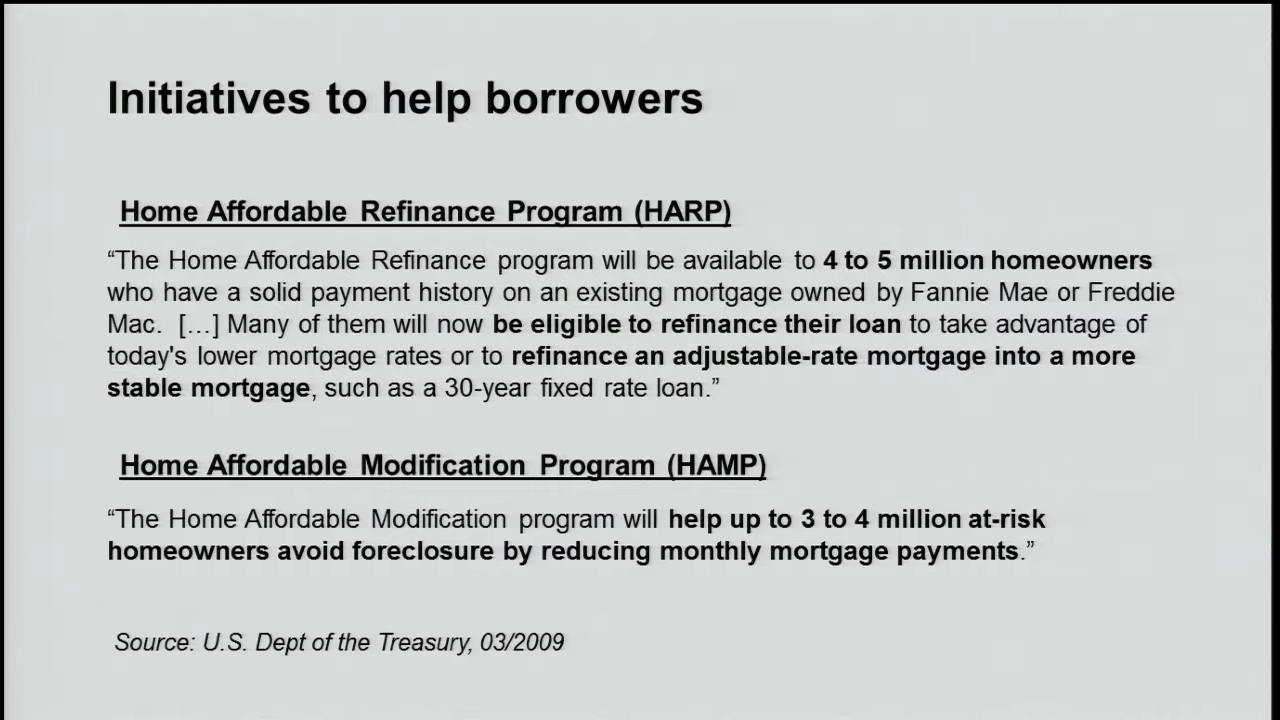 Initiatives to help borrowers
Home Affordable Refinance Program (HARP)
“The Home Affordable Refinance program will be available to 4 to 5 million homeowners
who have a solid payment history on an existing mortgage owned by Fannie Mae or Freddie
Mac. […] Many of them will now be eligible to refinance their loan to take advantage of
today's lower mortgage rates or to refinance an adjustable-rate mortgage into a more
stable mortgage, such as a 30-year fixed rate loan.”
Home Affordable Modification Program (HAMP)
“The Home Affordable Modification program will help up to 3 to 4 million at-risk
homeowners avoid foreclosure by reducing monthly mortgage payments.”
Source: U.S. Dept of the Treasury, 03/2009